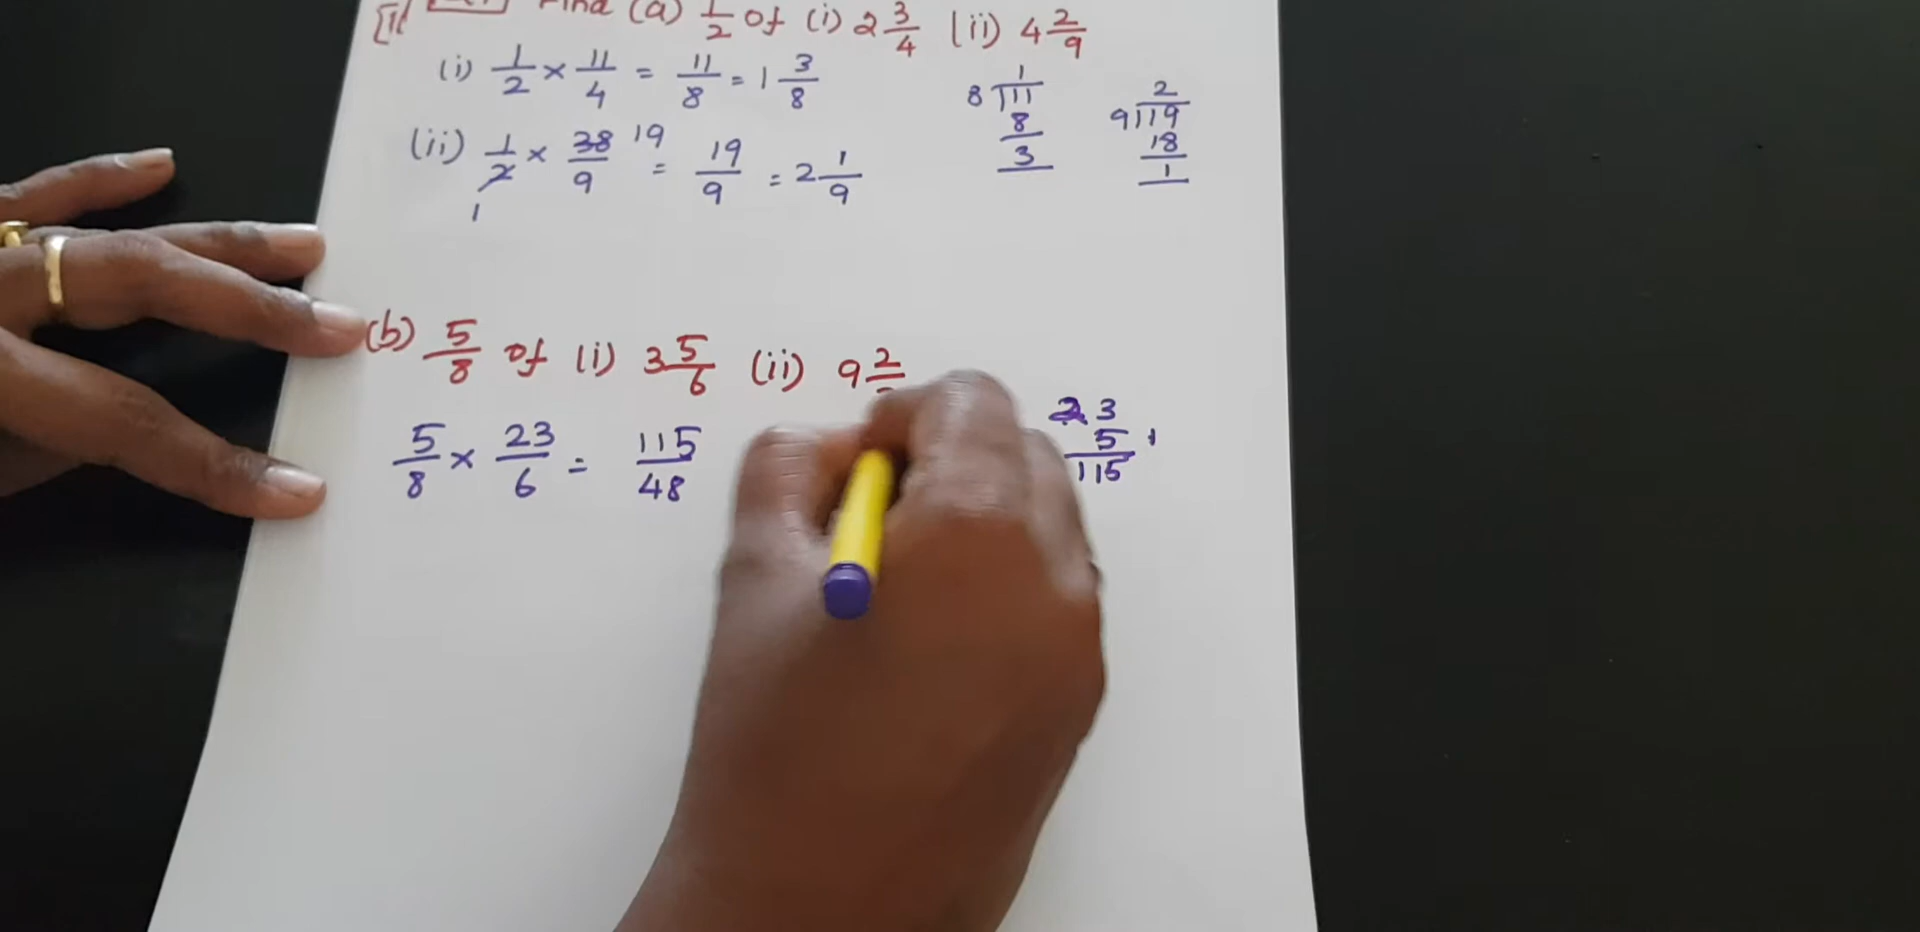 Find (a) 1/2 of (i) 2 3/4 (ii) 4 2/9
(i) 1/2 × 11/4 = 11/8 = 1 3/8
(ii) 1/2 × 38/9 = 19/9 = 2 1/9
1
19
1
8 11
8
3
2
9 19
18
1
(b) 5/8 of (i) 3 5/6 (ii) 9 2/
5/8 × 23/6 = 115/48
23
5
115
1